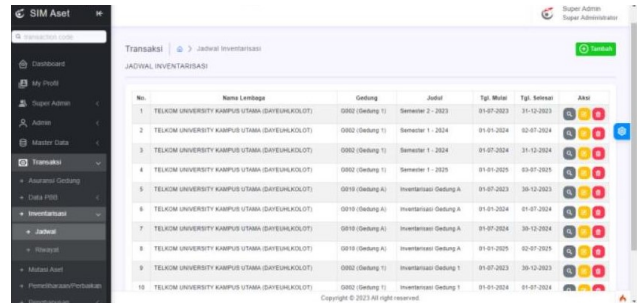 SIM Aset
transaction code
Dashboard
My Profil
Super Admin
Admin
Master Data
Transaksi
Asuransi Gedung
Data PBB
Inventarisasi
Jadwal
Riwayat
Mutasi Aset
Pemeliharaan/Perbaikan
Super Admin
Super Administrator
Transaksi > Jadwal Inventarisasi
Tambah
JADWAL INVENTARISASI
No. Nama Lembaga Gedung Judul Tgl. Mulai Tgl. Selesai Aksi
1 TELKOM UNIVERSITY KAMPUS UTAMA (DAYEUHKOLOT) G002 (Gedung 1) Semester 2 - 2023 01-07-2023 31-12-2023
2 TELKOM UNIVERSITY KAMPUS UTAMA (DAYEUHKOLOT) G002 (Gedung 1) Semester 1 - 2024 01-01-2024 02-07-2024
3 TELKOM UNIVERSITY KAMPUS UTAMA (DAYEUHKOLOT) G002 (Gedung 1) Semester 1 - 2024 01-07-2024 31-12-2024
4 TELKOM UNIVERSITY KAMPUS UTAMA (DAYEUHKOLOT) G002 (Gedung 1) Semester 1 - 2025 01-01-2025 03-07-2025
5 TELKOM UNIVERSITY KAMPUS UTAMA (DAYEUHKOLOT) G010 (Gedung A) Inventarisasi Gedung A 01-07-2023 30-12-2023
6 TELKOM UNIVERSITY KAMPUS UTAMA (DAYEUHKOLOT) G010 (Gedung A) Inventarisasi Gedung A 01-01-2024 01-07-2024
7 TELKOM UNIVERSITY KAMPUS UTAMA (DAYEUHKOLOT) G010 (Gedung A) Inventarisasi Gedung A 01-07-2024 30-12-2024
8 TELKOM UNIVERSITY KAMPUS UTAMA (DAYEUHKOLOT) G010 (Gedung A) Inventarisasi Gedung A 01-01-2025 02-07-2025
9 TELKOM UNIVERSITY KAMPUS UTAMA (DAYEUHKOLOT) G002 (Gedung 1) Inventarisasi Gedung 1 01-07-2023 30-12-2023
10 TELKOM UNIVERSITY KAMPUS UTAMA (DAYEUHKOLOT) G002 (Gedung 1) Inventarisasi Gedung 1 01-01-2024 01-07-2024
Copyright © 2023 All right reserved